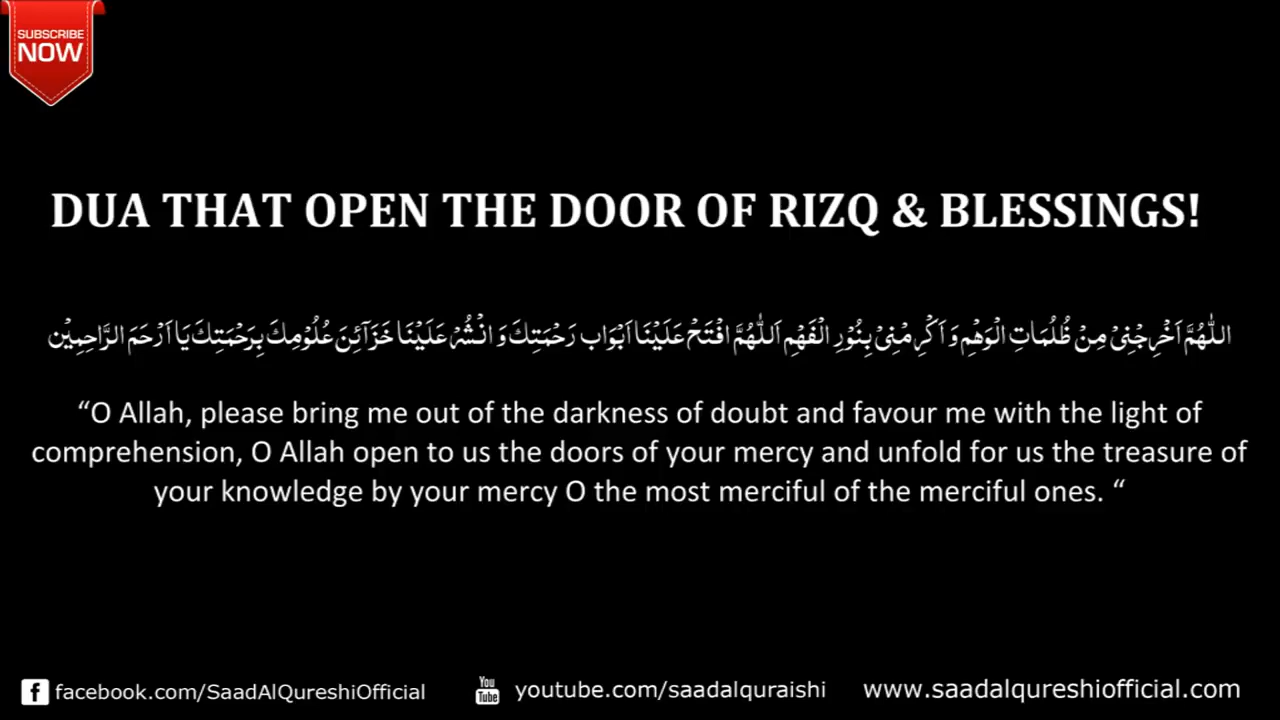 SUBSCRIBE
NOW
DUA THAT OPEN THE DOOR OF RIZQ & BLESSINGS!
اللّٰهُمَّ اَخْرِجْنِیْ مِنْ ظُلُمَاتِ الْوَهْمِ وَ اَكْرِمْنِیْ بِنُوْرِ الْفَهْمِ اَللّٰهُمَّ افْتَحْ عَلَيْنَا اَبْوَاب رَحْمَتِكَ وَ انْشُرْ عَلَيْنَا خَزَآئِنَ عُلُوْمِكَ بِرَحْمَتِكَ يَا اَرْحَمَ الرَّاحِمِيْن
“O Allah, please bring me out of the darkness of doubt and favour me with the light of
comprehension, O Allah open to us the doors of your mercy and unfold for us the treasure of
your knowledge by your mercy O the most merciful of the merciful ones. “
f facebook.com/SaadAlQureshiOfficial You Tube youtube.com/saadalquraishi www.saadalqureshiofficial.com